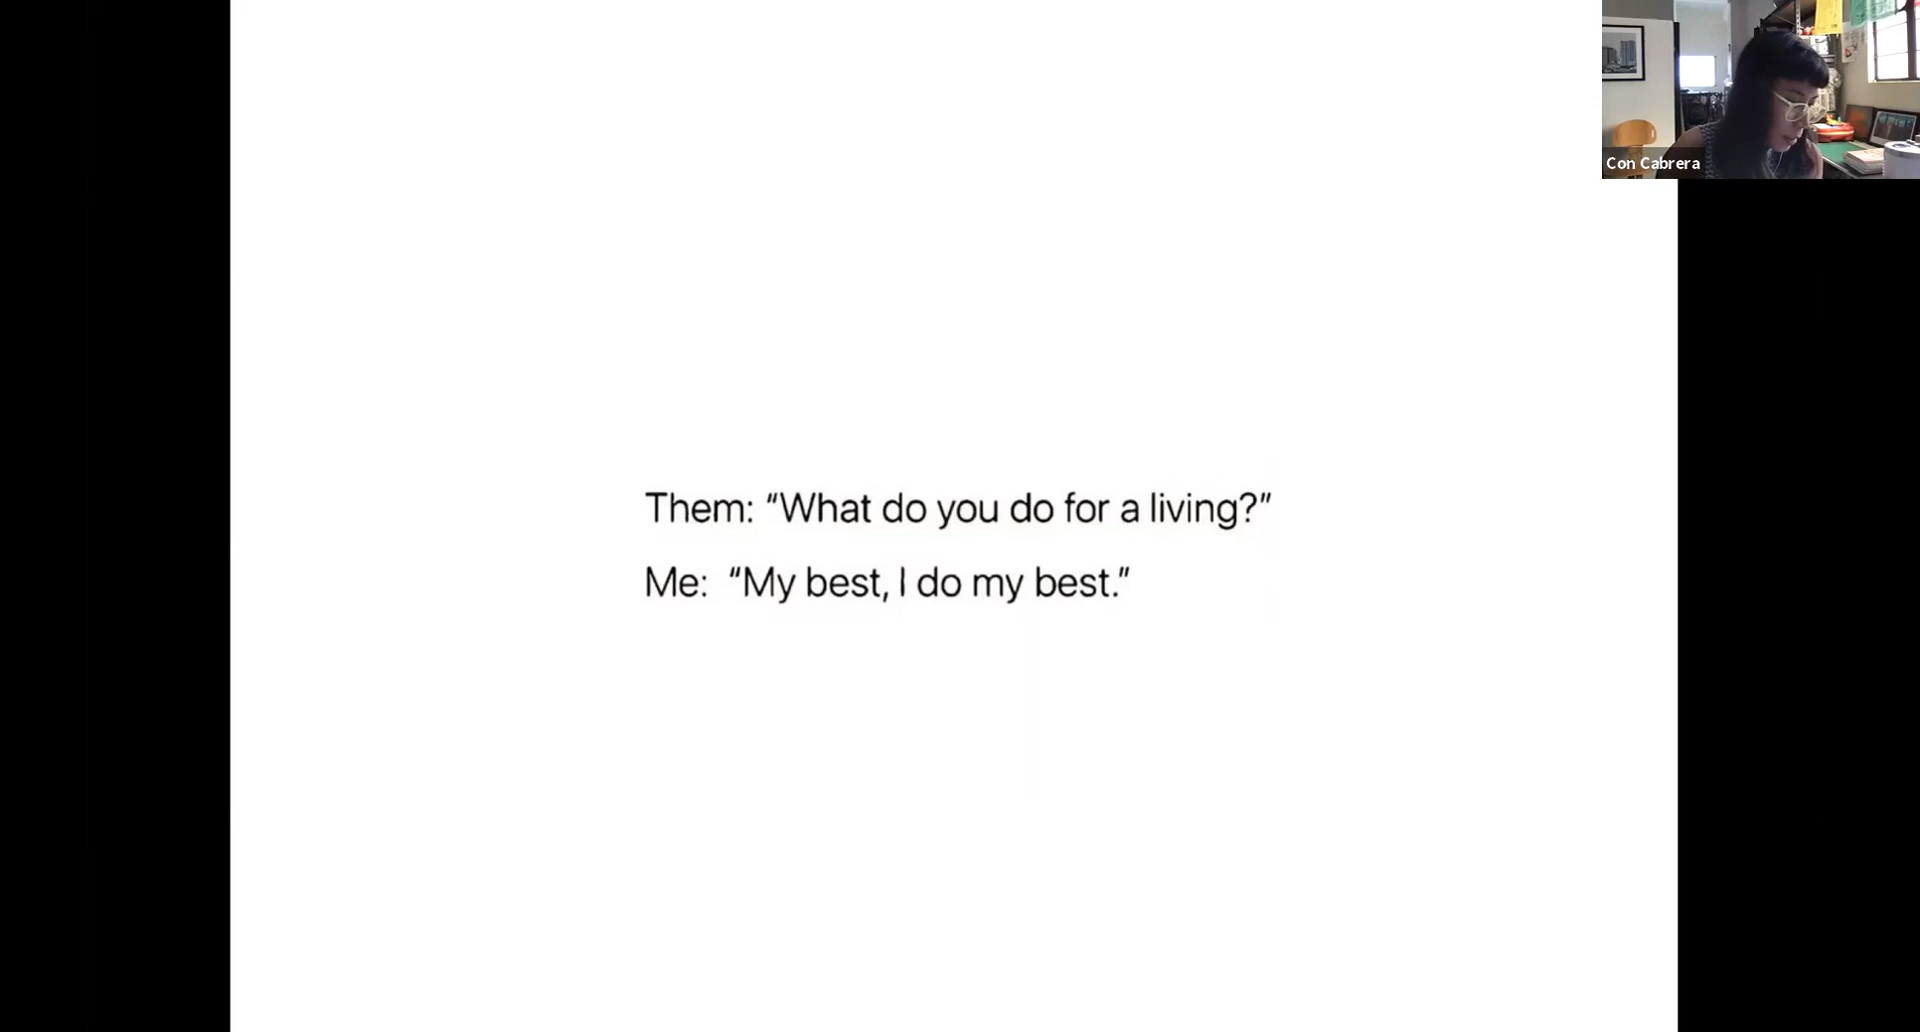 Con Cabrera
Them: “What do you do for a living?”
Me: “My best, I do my best.”